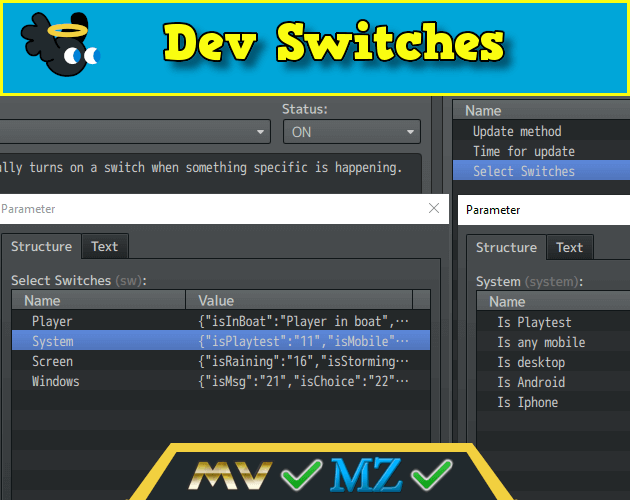 Dev Switches
Status:
ON
ally turns on a switch when something specific is happening.
Name
Update method
Time for update
Select Switches
Parameter
Structure
Text
Select Switches (sw):
Name Value
Player {"isInBoat":"Player in boat",···
System {"isPlaytest":"11","isMobile"···
Screen {"isRaining":"16","isStorming···
Windows {"isMsg":"21","isChoice":"22"···
Parameter
Structure
Text
System (system):
Name
Is Playtest
Is any mobile
Is desktop
Is Android
Is Iphone
MV MZ